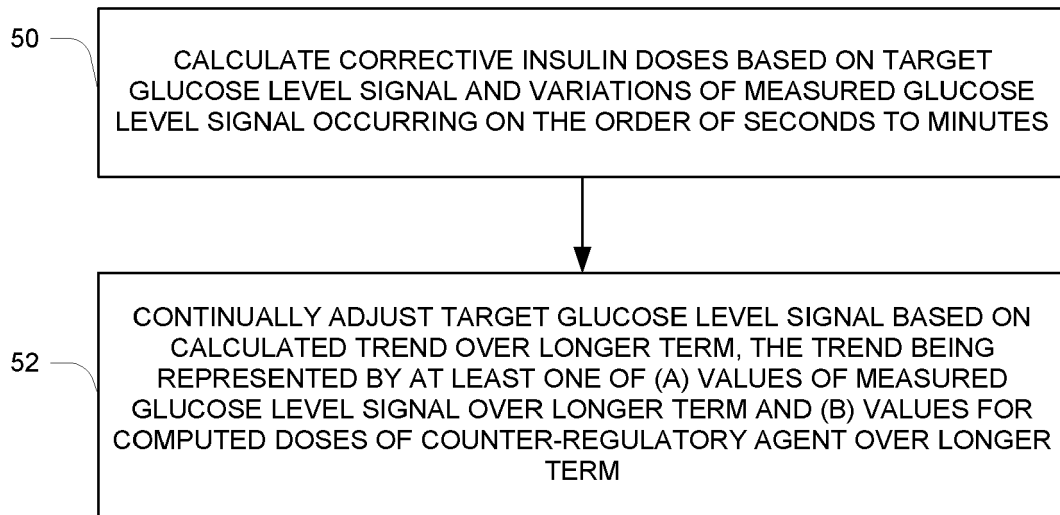 50
CALCULATE CORRECTIVE INSULIN DOSES BASED ON TARGET
GLUCOSE LEVEL SIGNAL AND VARIATIONS OF MEASURED GLUCOSE
LEVEL SIGNAL OCCURRING ON THE ORDER OF SECONDS TO MINUTES
52
CONTINUALLY ADJUST TARGET GLUCOSE LEVEL SIGNAL BASED ON
CALCULATED TREND OVER LONGER TERM, THE TREND BEING
REPRESENTED BY AT LEAST ONE OF (A) VALUES OF MEASURED
GLUCOSE LEVEL SIGNAL OVER LONGER TERM AND (B) VALUES FOR
COMPUTED DOSES OF COUNTER-REGULATORY AGENT OVER LONGER
TERM